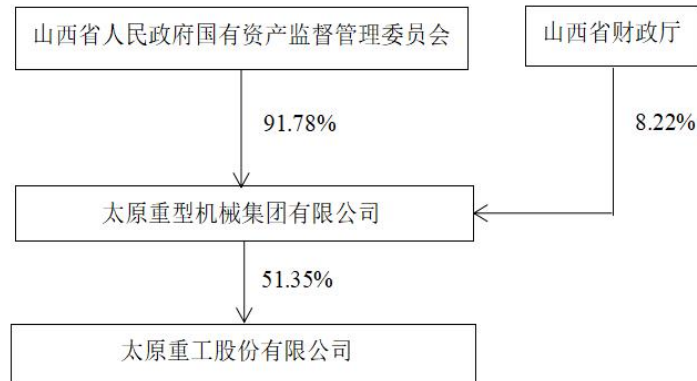 山西省人民政府国有资产监督管理委员会
山西省财政厅
91.78%
8.22%
太原重型机械集团有限公司
51.35%
太原重工股份有限公司